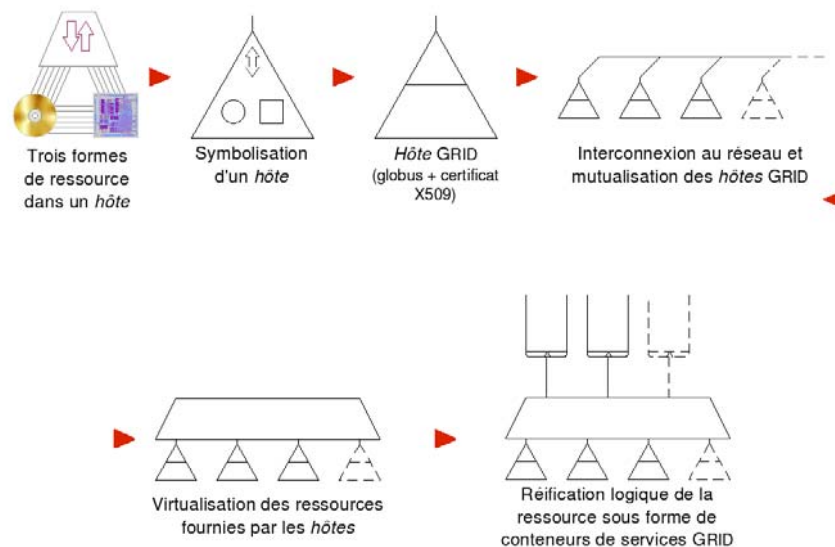 Trois formes
de ressource
dans un hôte
Symbolisation
d'un hôte
Hôte GRID
(globus + certificat
X509)
Interconnexion au réseau et
mutualisation des hôtes GRID
Virtualisation des ressources
fournies par les hôtes
Réification logique de la
ressource sous forme de
conteneurs de services GRID